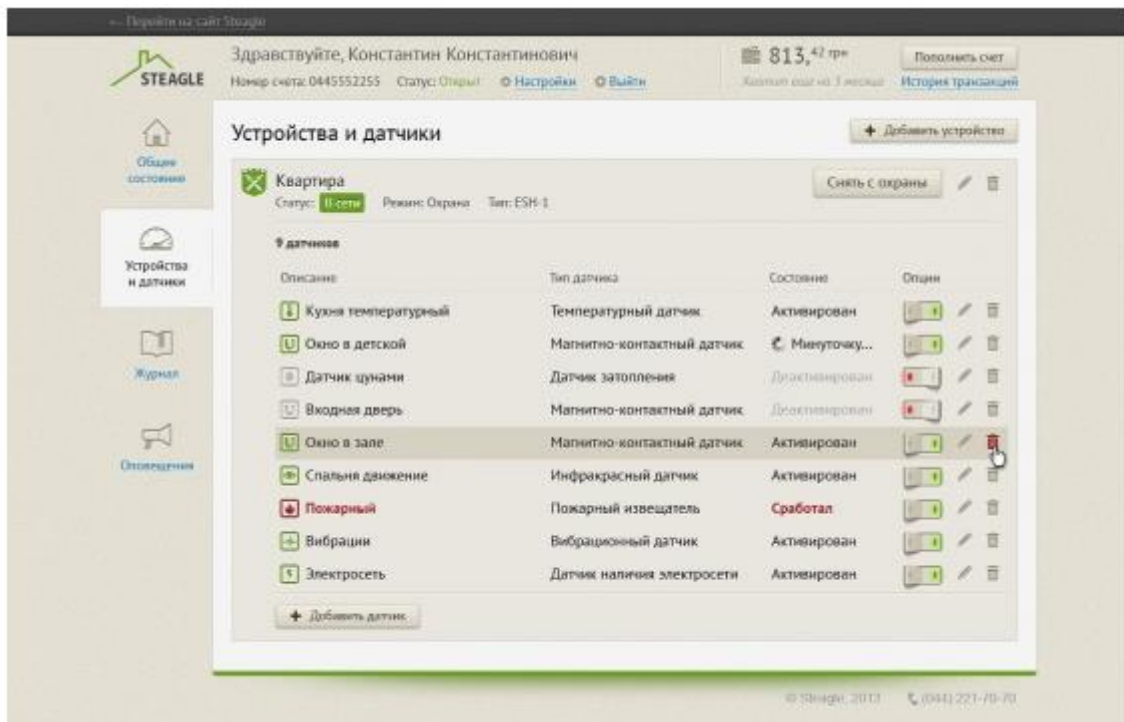 ← Перейти на сайт Steagle
STEAGLE
Здравствуйте, Константин Константинович
Номер счета: 0445552255 Статус: Открыт Настройки Выйти
813,42 грн
Хватит еще на 3 месяца
Пополнить счет
История транзакций
Общее
состояние
Устройства
и датчики
Журнал
Оповещения
Устройства и датчики
+ Добавить устройство
Квартира
Статус: В сети Режим: Охрана Тип: ESH-1
Снять с охраны
9 датчиков
Описание Тип датчика Состояние Опции
Кухня температурный Температурный датчик Активирован
Окно в детской Магнитно-контактный датчик Минуточку...
Датчик цунами Датчик затопления Деактивирован
Входная дверь Магнитно-контактный датчик Деактивирован
Окно в зале Магнитно-контактный датчик Активирован
Спальня движение Инфракрасный датчик Активирован
Пожарный Пожарный извещатель Сработал
Вибрации Вибрационный датчик Активирован
Электросеть Датчик наличия электросети Активирован
+ Добавить датчик
© Steagle, 2013 (044) 221-70-70